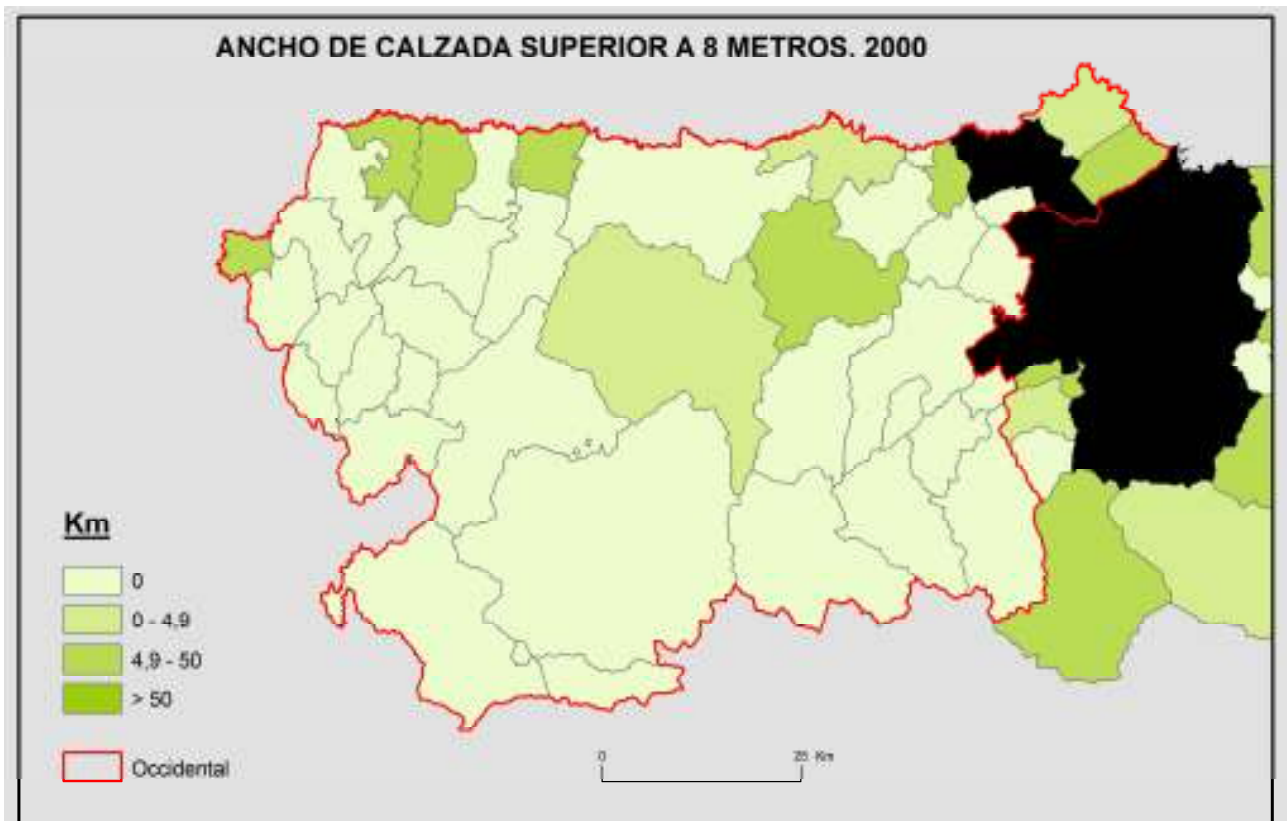 ANCHO DE CALZADA SUPERIOR A 8 METROS. 2000
Km
0
0 - 4,9
4,9 - 50
> 50
Occidental
0 25 Km